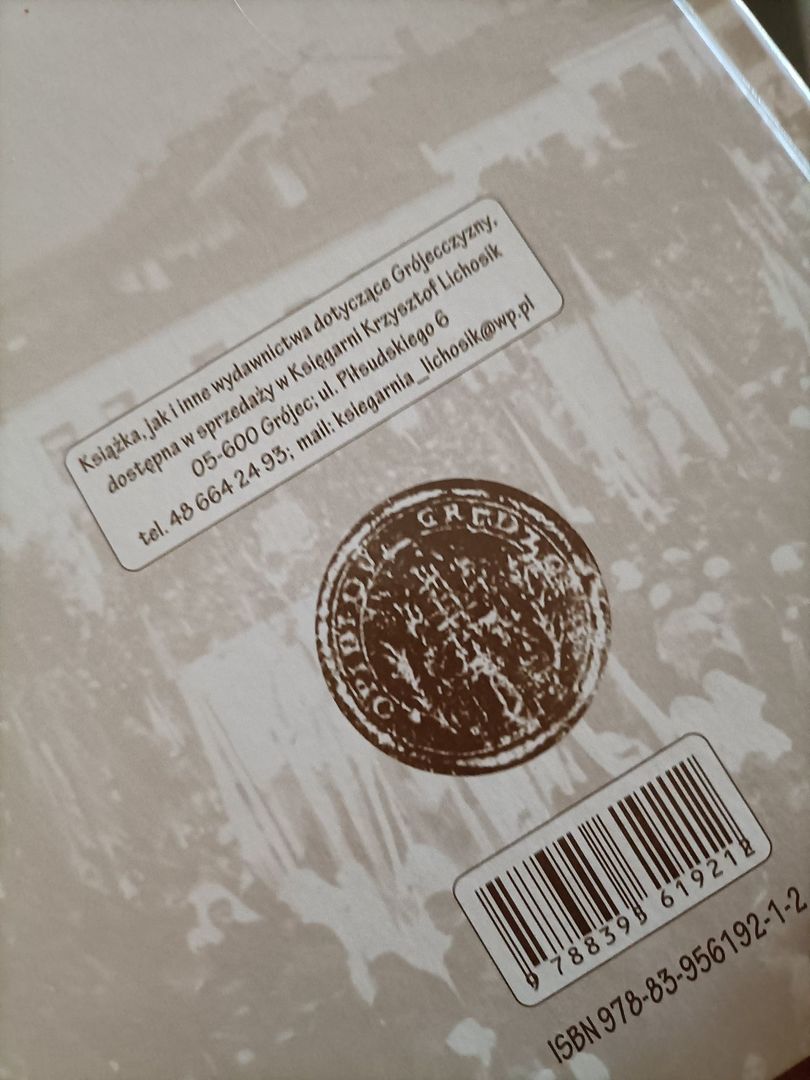 Książka, jak i inne wydawnictwa dotyczące Grójecczyzny,
dostępna w sprzedaży w Księgarni Krzysztof Lichosik
05-600 Grójec; ul. Piłsudskiego 6
tel. 48 664 24 93; mail: ksiegarnia_lichosik@wp.pl
9 788395 619212
ISBN 978-83-956192-1-2